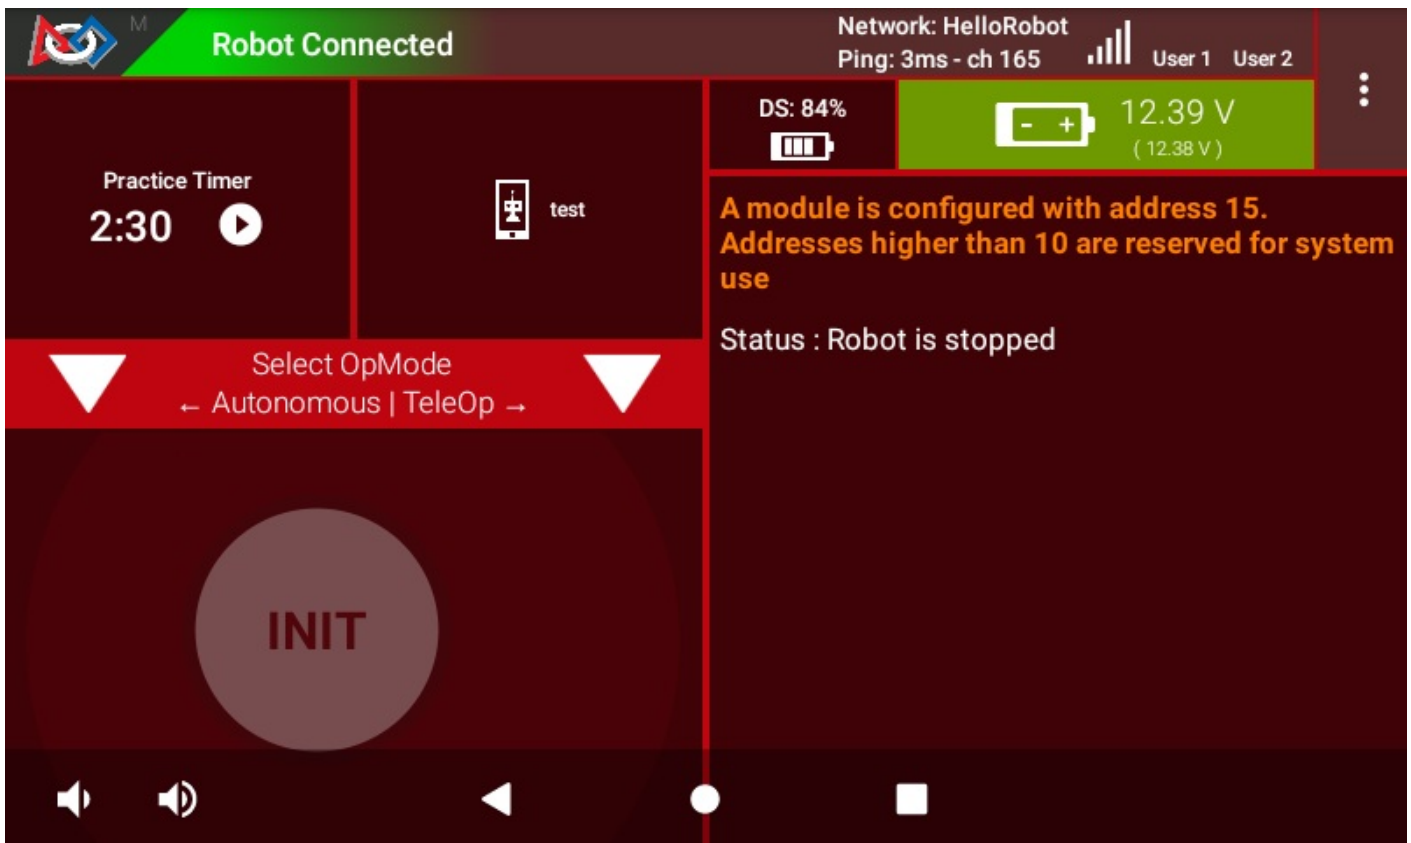 M
Robot Connected
Network: HelloRobot
Ping: 3ms - ch 165
User 1 User 2
DS: 84%
- +
12.39 V
( 12.38 V )
Practice Timer
2:30
test
A module is configured with address 15.
Addresses higher than 10 are reserved for system
use
Status : Robot is stopped
Select OpMode
← Autonomous | TeleOp →
INIT